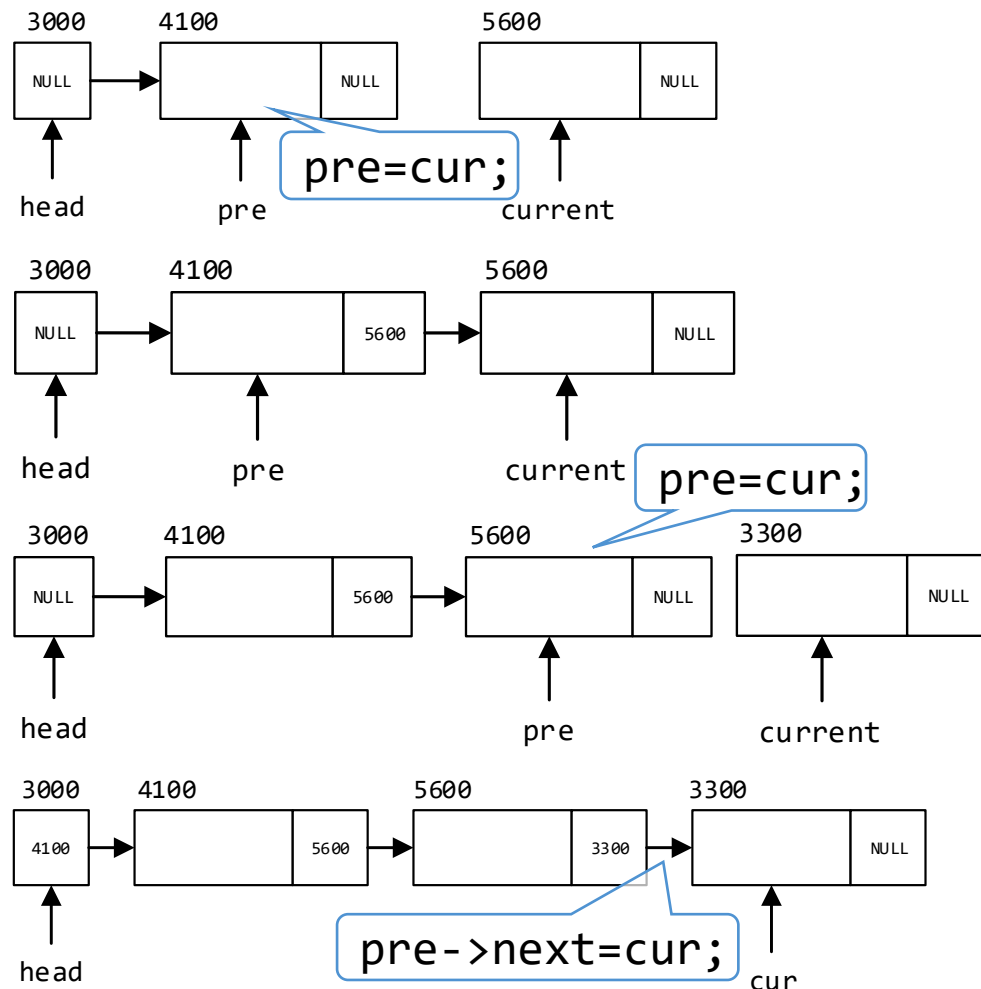 3000 4100 5600
NULL NULL NULL
pre=cur;
head pre current
3000 4100 5600
NULL 5600 NULL
head pre current
pre=cur;
3000 4100 5600 3300
NULL 5600 NULL NULL
head pre current
3000 4100 5600 3300
4100 5600 3300 NULL
pre->next=cur;
head cur